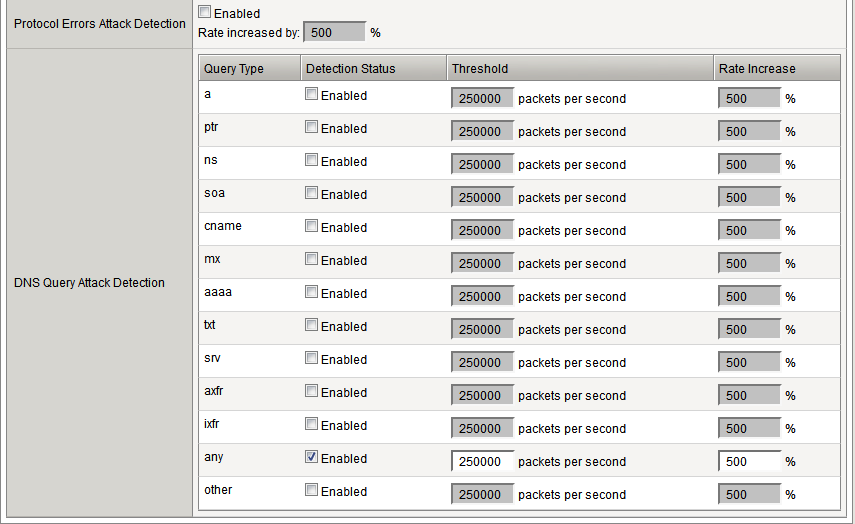 Protocol Errors Attack Detection
Enabled
Rate increased by: 500 %
DNS Query Attack Detection
Query Type Detection Status Threshold Rate Increase
a Enabled 250000 packets per second 500 %
ptr Enabled 250000 packets per second 500 %
ns Enabled 250000 packets per second 500 %
soa Enabled 250000 packets per second 500 %
cname Enabled 250000 packets per second 500 %
mx Enabled 250000 packets per second 500 %
aaaa Enabled 250000 packets per second 500 %
txt Enabled 250000 packets per second 500 %
srv Enabled 250000 packets per second 500 %
axfr Enabled 250000 packets per second 500 %
ixfr Enabled 250000 packets per second 500 %
any Enabled 250000 packets per second 500 %
other Enabled 250000 packets per second 500 %